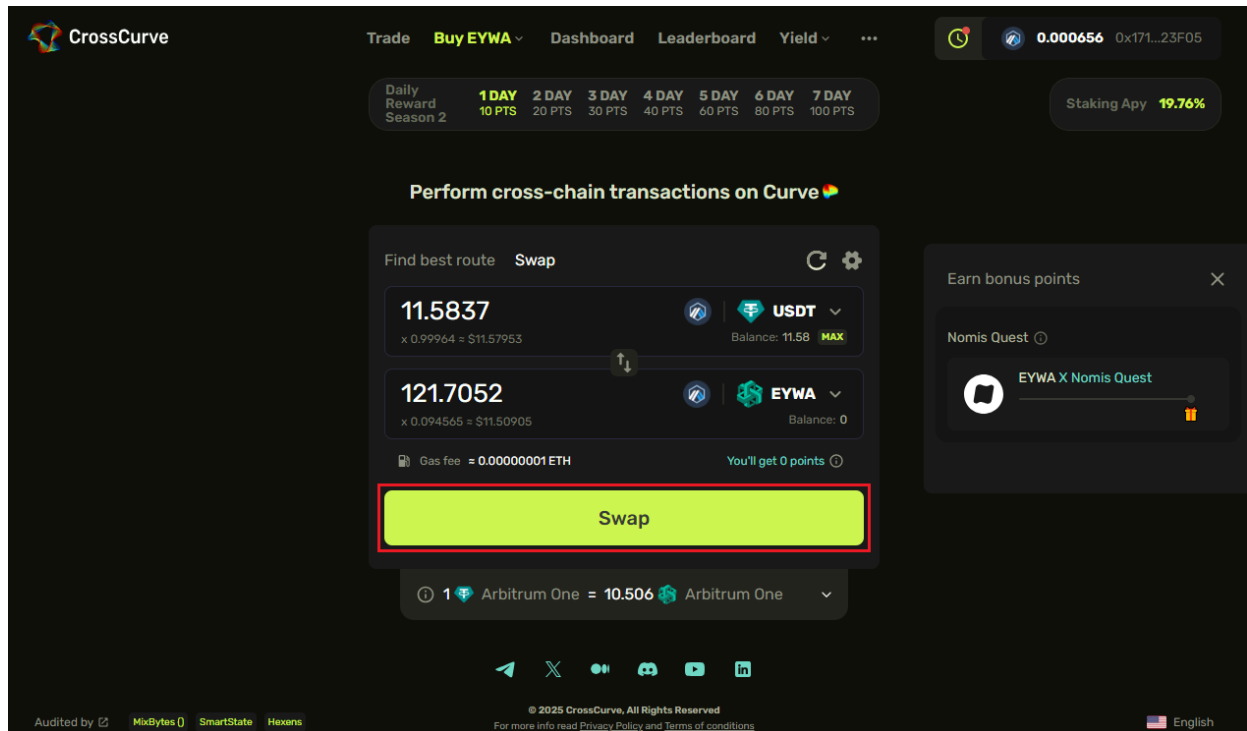 CrossCurve
Trade Buy EYWA Dashboard Leaderboard Yield ...
0.000656 0x171...23F05
Daily Reward Season 2
1 DAY 2 DAY 3 DAY 4 DAY 5 DAY 6 DAY 7 DAY
10 PTS 20 PTS 30 PTS 40 PTS 60 PTS 80 PTS 100 PTS
Staking Apy 19.76%
Perform cross-chain transactions on Curve
Find best route Swap
11.5837 USDT
x 0.99964 ≈ $11.57953 Balance: 11.58 MAX
121.7052 EYWA
x 0.094565 ≈ $11.50905 Balance: 0
Gas fee ≈ 0.00000001 ETH You'll get 0 points
Swap
1 Arbitrum One = 10.506 Arbitrum One
Earn bonus points
Nomis Quest
EYWA X Nomis Quest
© 2025 CrossCurve, All Rights Reserved
For more info read Privacy Policy and Terms of conditions
Audited by MixBytes() SmartState Hexens
English